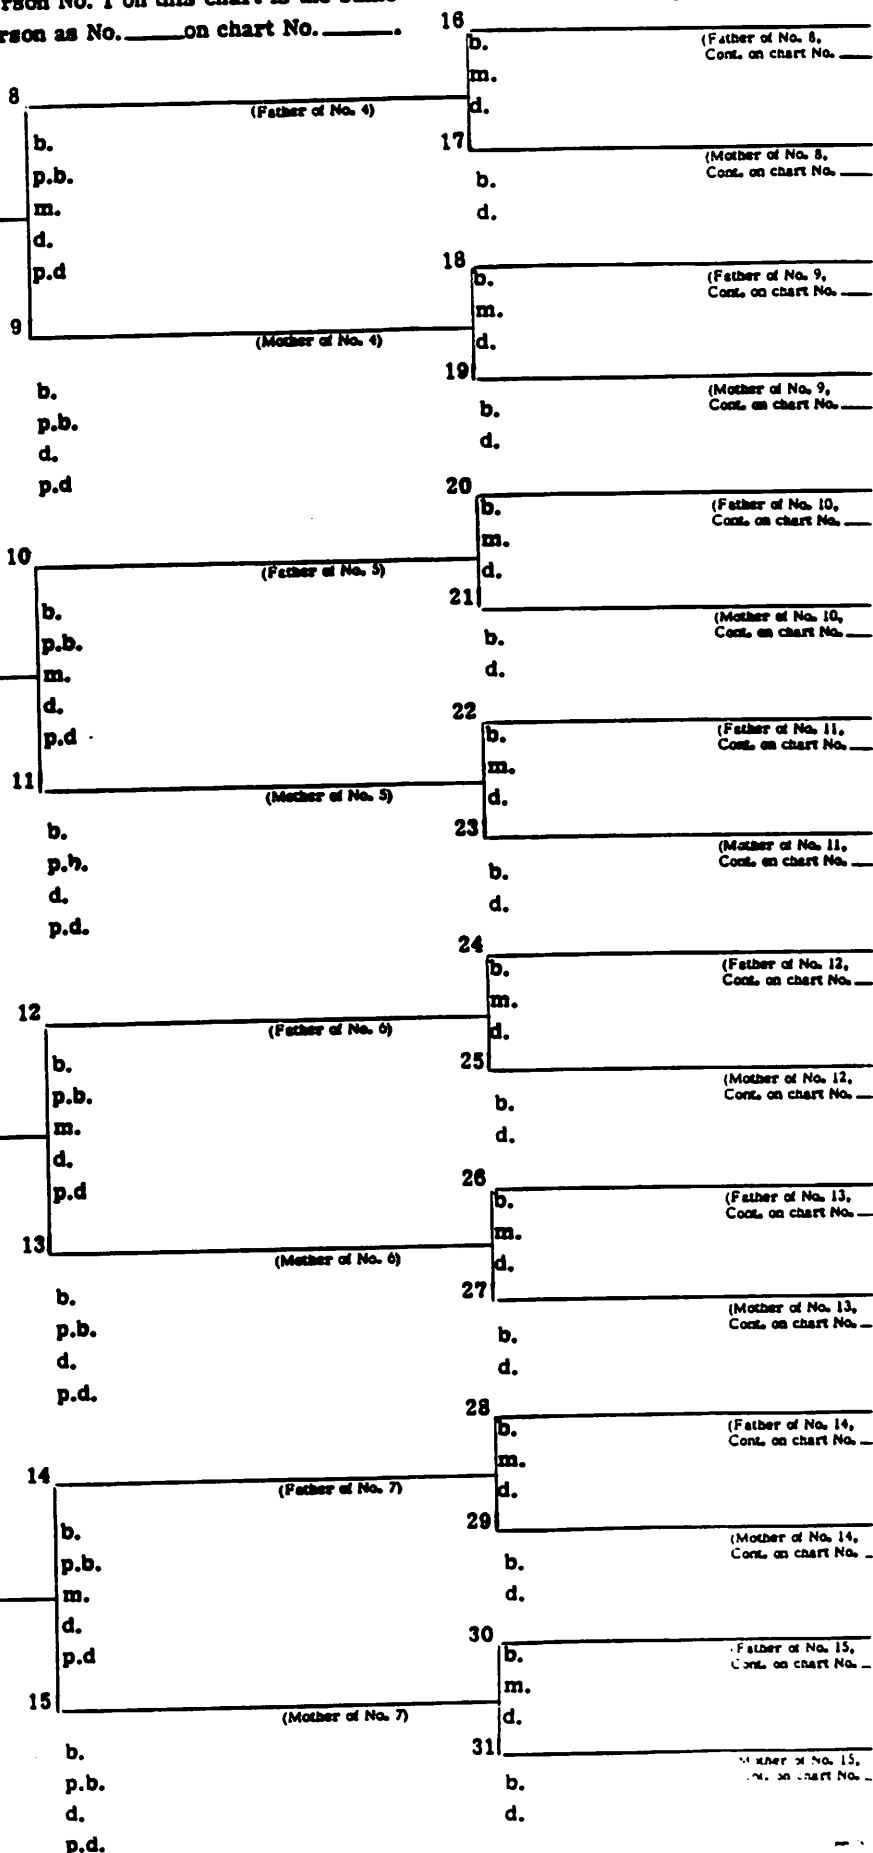 rson No. 1 on this chart is the same
rson as No.______on chart No.______.
16
b.
(Father of No. 8,
Cont. on chart No. ___
m.
8
(Father of No. 4)
d.
17
b.
(Mother of No. 8,
Cont. on chart No. ___
p.b.
b.
m.
d.
d.
18
p.d
b.
(Father of No. 9,
Cont. on chart No. ___
m.
9
(Mother of No. 4)
d.
19
b.
(Mother of No. 9,
Cont. on chart No. ___
p.b.
b.
d.
d.
p.d
20
b.
(Father of No. 10,
Cont. on chart No. ___
m.
10
(Father of No. 5)
d.
21
b.
(Mother of No. 10,
Cont. on chart No. ___
p.b.
b.
m.
d.
d.
22
p.d
b.
(Father of No. 11,
Cont. on chart No. ___
m.
11
(Mother of No. 5)
d.
23
b.
(Mother of No. 11,
Cont. on chart No. ___
p.b.
b.
d.
d.
p.d.
24
b.
(Father of No. 12,
Cont. on chart No. __
m.
12
(Father of No. 6)
d.
25
b.
(Mother of No. 12,
Cont. on chart No. __
p.b.
b.
m.
d.
d.
26
p.d
b.
(Father of No. 13,
Cont. on chart No. __
m.
13
(Mother of No. 6)
d.
27
b.
(Mother of No. 13,
Cont. on chart No. _
p.b.
b.
d.
d.
p.d.
28
b.
(Father of No. 14,
Cont. on chart No. _
m.
14
(Father of No. 7)
d.
29
b.
(Mother of No. 14,
Cont. on chart No. _
p.b.
b.
m.
d.
d.
30
p.d
b.
Father of No. 15,
Cont. on chart No. _
m.
15
(Mother of No. 7)
d.
31
b.
of No. 15,
on chart No. _
p.b.
b.
d.
d.
p.d.